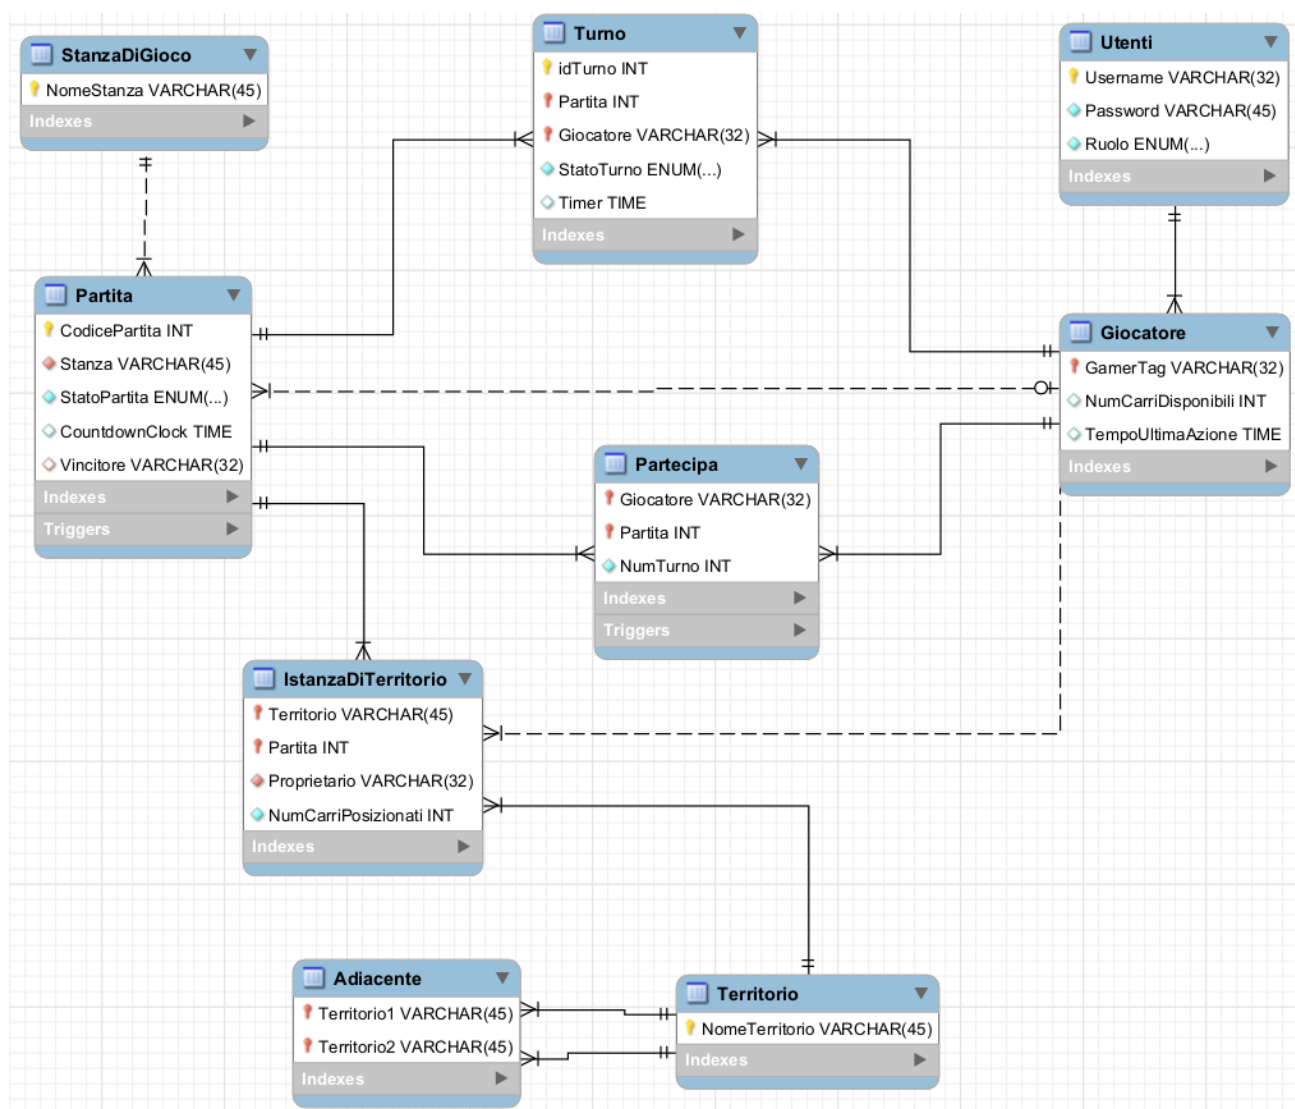 StanzaDiGioco
NomeStanza VARCHAR(45)
Indexes
Turno
idTurno INT
Partita INT
Giocatore VARCHAR(32)
StatoTurno ENUM(...)
Timer TIME
Indexes
Utenti
Username VARCHAR(32)
Password VARCHAR(45)
Ruolo ENUM(...)
Indexes
Partita
CodicePartita INT
Stanza VARCHAR(45)
StatoPartita ENUM(...)
CountdownClock TIME
Vincitore VARCHAR(32)
Indexes
Triggers
Giocatore
GamerTag VARCHAR(32)
NumCarriDisponibili INT
TempoUltimaAzione TIME
Indexes
Partecipa
Giocatore VARCHAR(32)
Partita INT
NumTurno INT
Indexes
Triggers
IstanzaDiTerritorio
Territorio VARCHAR(45)
Partita INT
Proprietario VARCHAR(32)
NumCarriPosizionati INT
Indexes
Adiacente
Territorio1 VARCHAR(45)
Territorio2 VARCHAR(45)
Indexes
Territorio
NomeTerritorio VARCHAR(45)
Indexes